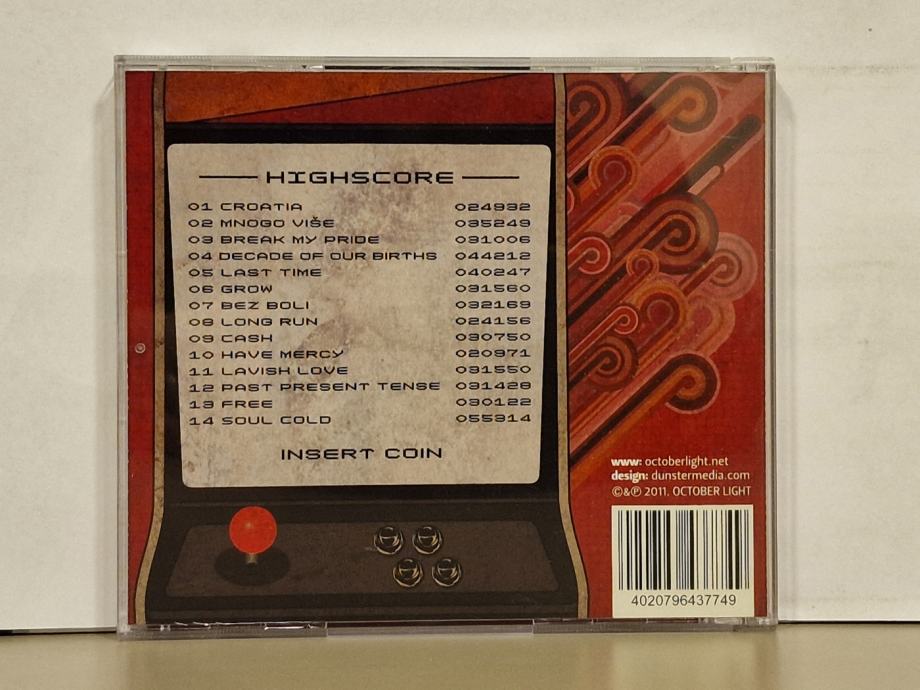 HIGHSCORE
01 CROATIA 024932
02 MNOGO VIŠE 035249
03 BREAK MY PRIDE 031006
04 DECADE OF OUR BIRTHS 044212
05 LAST TIME 040247
06 GROW 031560
07 BEZ BOLI 032169
08 LONG RUN 024156
09 CASH 030750
10 HAVE MERCY 020971
11 LAVISH LOVE 031550
12 PAST PRESENT TENSE 031428
13 FREE 030122
14 SOUL COLD 055314
INSERT COIN
www: octoberlight.net
design: dunstermedia.com
©&℗ 2011. OCTOBER LIGHT
4020796437749